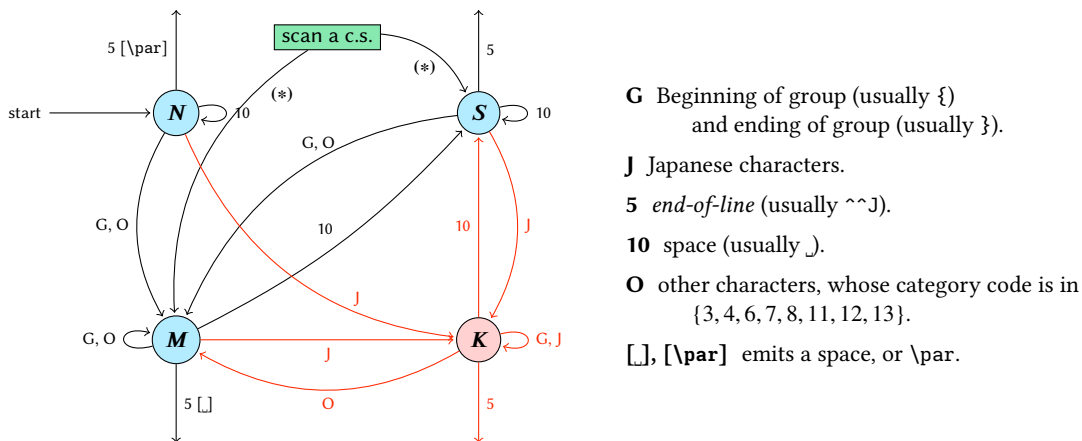 5 [\par]
scan a c.s.
5
(*)
(*)
start
N
10
S
10
G, O
G, O
J
10
10
J
J
G, O
M
J
K
G, J
O
5 [␣]
5
G Beginning of group (usually {)
and ending of group (usually }).
J Japanese characters.
5 end-of-line (usually ^^J).
10 space (usually ␣).
O other characters, whose category code is in
{3, 4, 6, 7, 8, 11, 12, 13}.
[␣], [\par] emits a space, or \par.